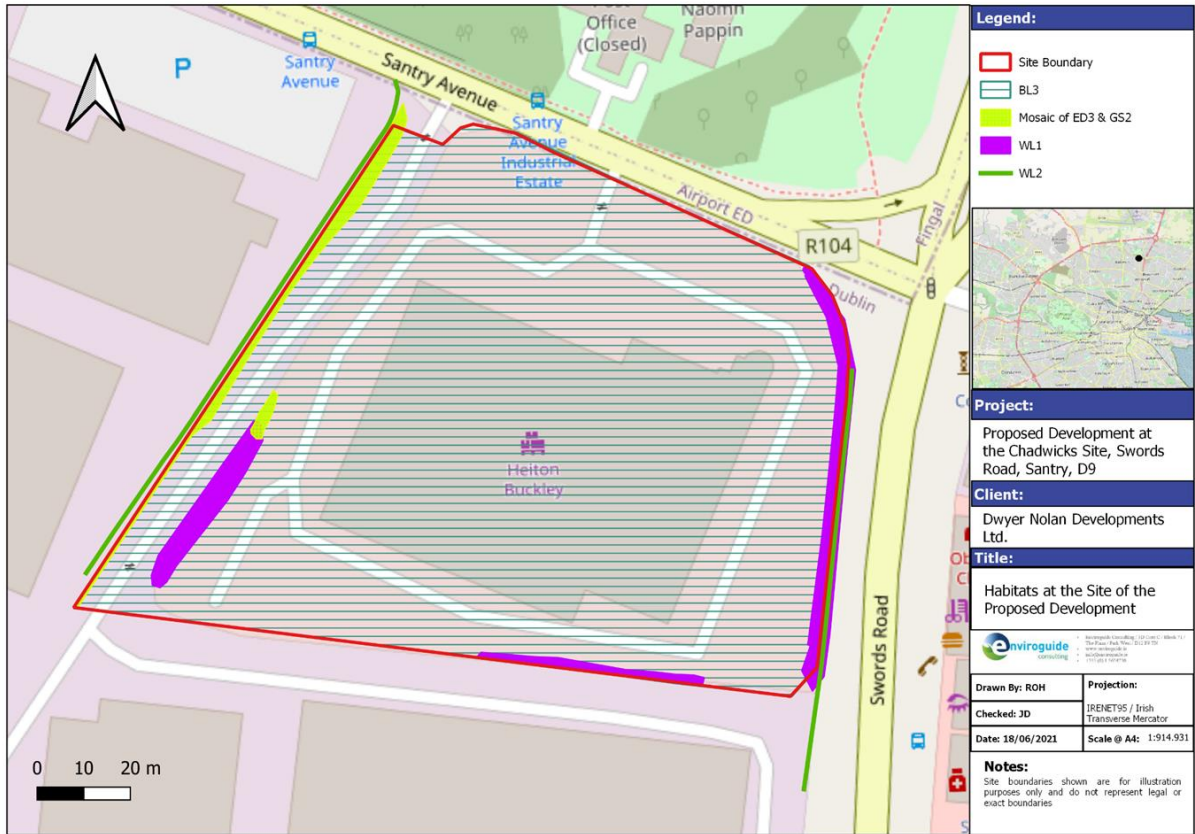 Post
Office
(Closed)
Naomh
Pappin
P
Santry
Avenue
Santry Avenue
Santry
Avenue
Industrial
Estate
Airport ED
R104
Fingal
Dublin
Heiton
Buckley
Swords Road
0 10 20 m
Legend:
Site Boundary
BL3
Mosaic of ED3 & GS2
WL1
WL2
Project:
Proposed Development at
the Chadwicks Site, Swords
Road, Santry, D9
Client:
Dwyer Nolan Developments
Ltd.
Title:
Habitats at the Site of the
Proposed Development
enviroguide
consulting
Drawn By: ROH
Projection:
Checked: JD
IRENET95 / Irish
Transverse Mercator
Date: 18/06/2021
Scale @ A4: 1:914.931
Notes:
Site boundaries shown are for illustration
purposes only and do not represent legal or
exact boundaries